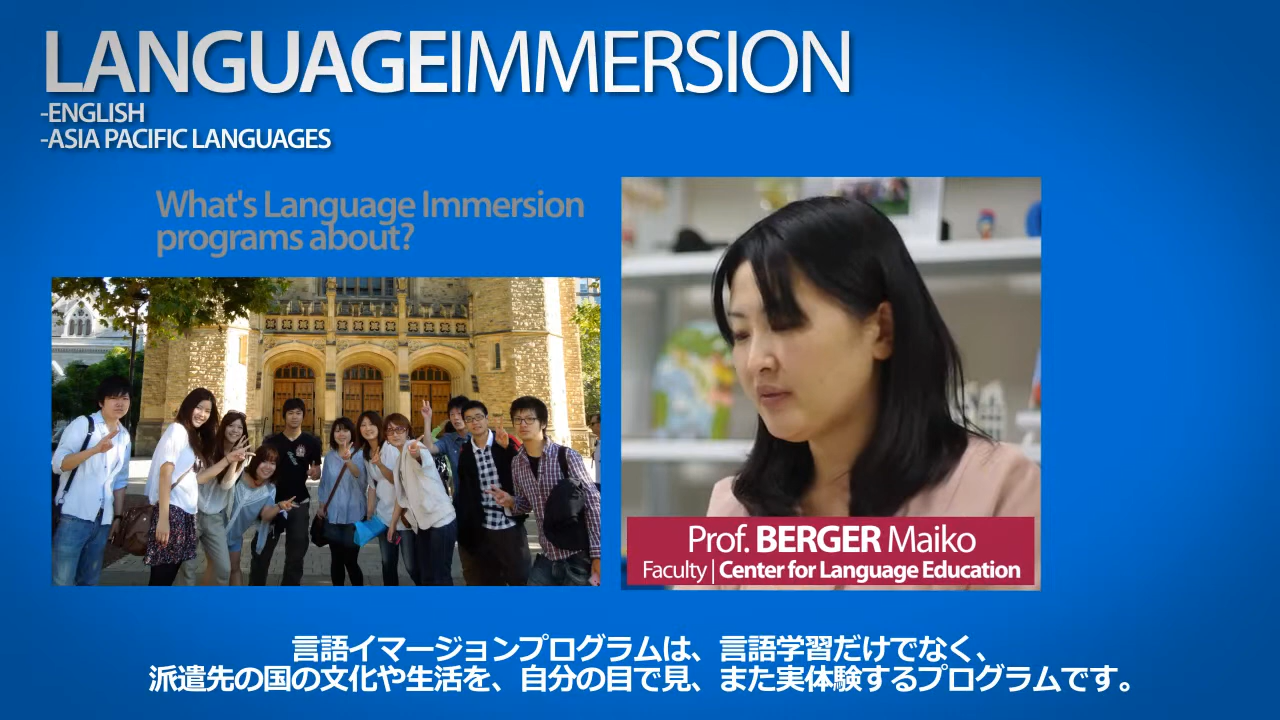 LANGUAGEIMMERSION
-ENGLISH
-ASIA PACIFIC LANGUAGES
What's Language Immersion
programs about?
Prof. BERGER Maiko
Faculty | Center for Language Education
言語イマージョンプログラムは、言語学習だけでなく、
派遣先の国の文化や生活を、自分の目で見、また実体験するプログラムです。